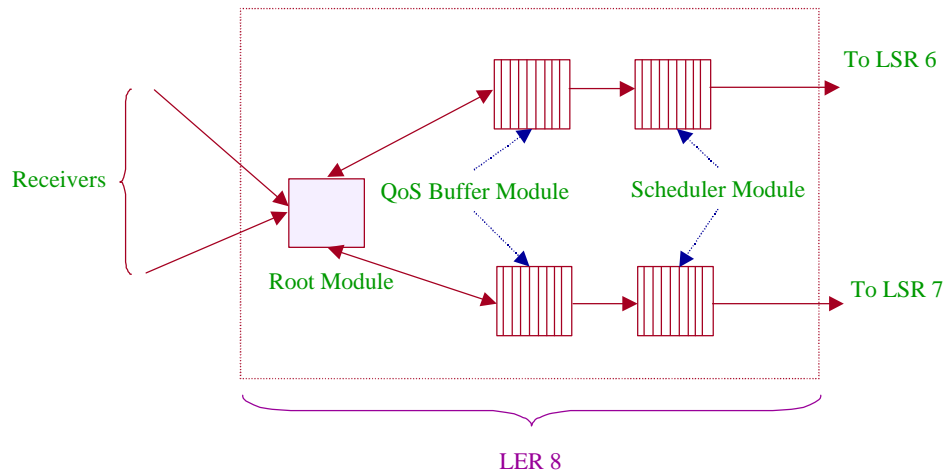 To LSR 6
Receivers
QoS Buffer Module
Scheduler Module
Root Module
To LSR 7
LER 8